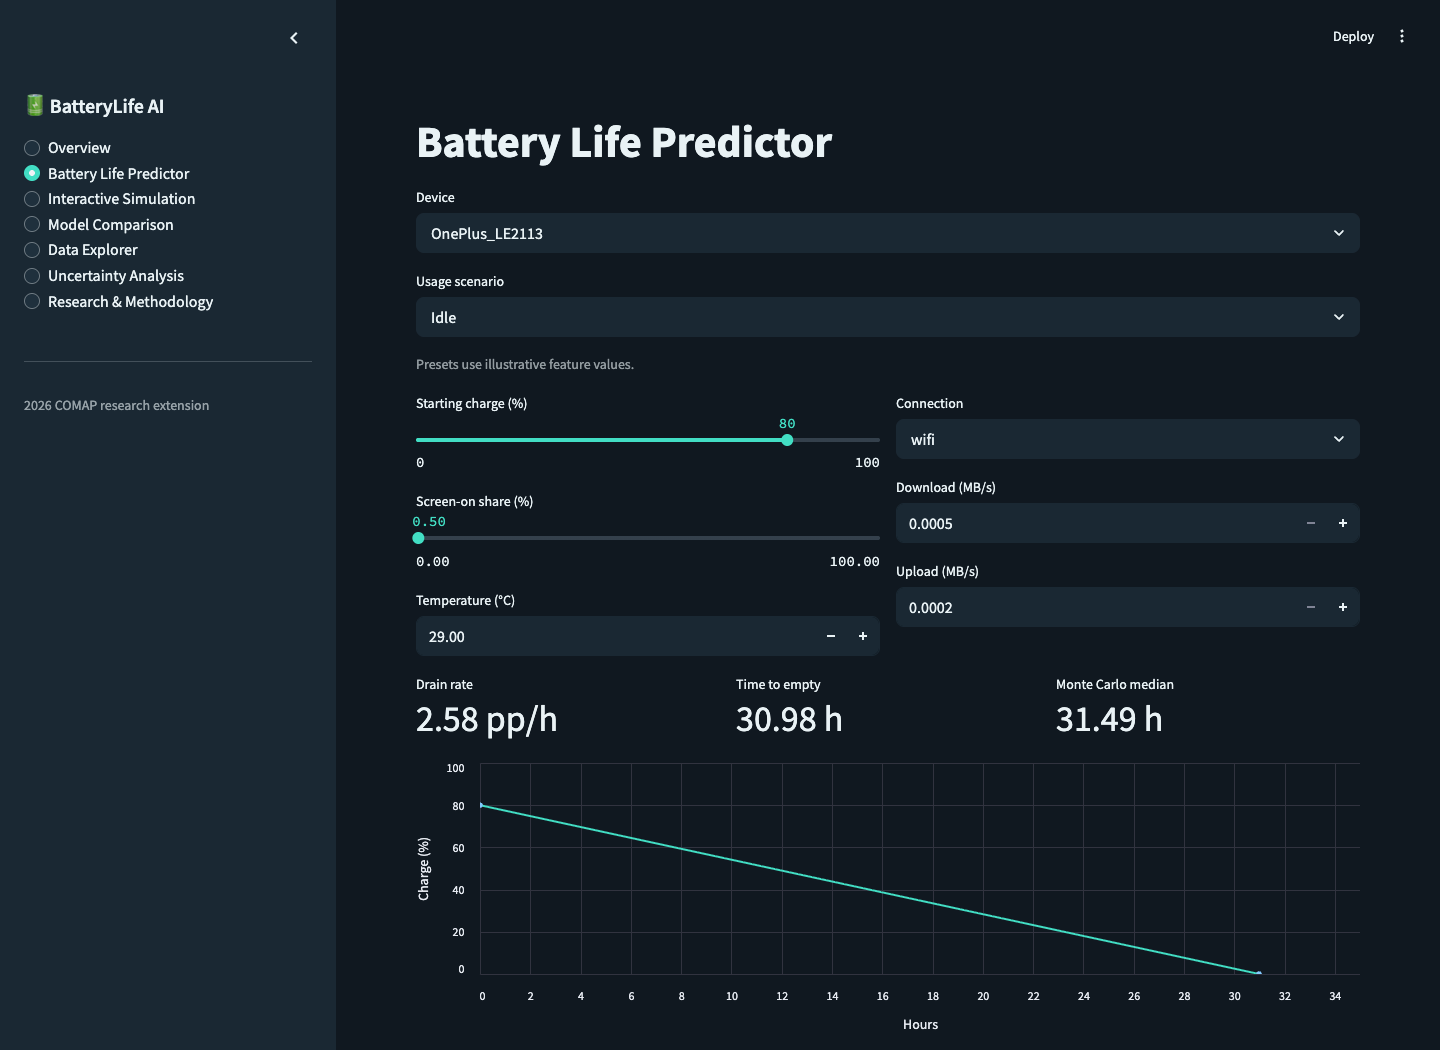 Deploy
BatteryLife AI
Overview
Battery Life Predictor
Interactive Simulation
Model Comparison
Data Explorer
Uncertainty Analysis
Research & Methodology
2026 COMAP research extension
Battery Life Predictor
Device
OnePlus_LE2113
Usage scenario
Idle
Presets use illustrative feature values.
Starting charge (%)
80
0 100
Screen-on share (%)
0.50
0.00 100.00
Temperature (°C)
29.00
Connection
wifi
Download (MB/s)
0.0005
Upload (MB/s)
0.0002
Drain rate
2.58 pp/h
Time to empty
30.98 h
Monte Carlo median
31.49 h
Charge (%)
100
80
60
40
20
0
0 2 4 6 8 10 12 14 16 18 20 22 24 26 28 30 32 34
Hours